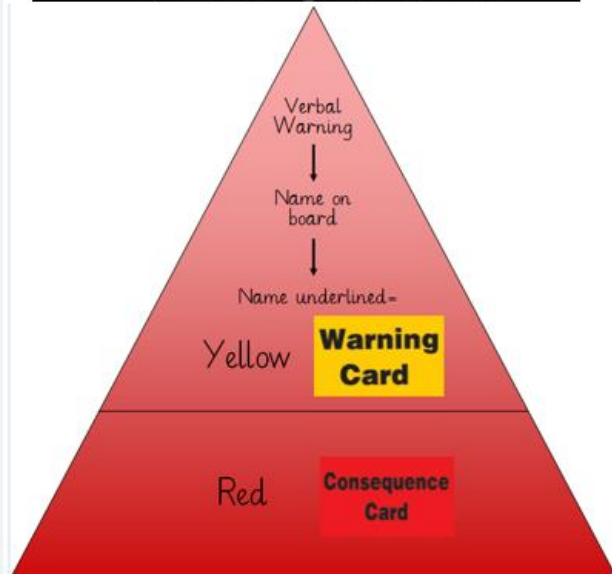 Verbal
Warning
Name on
board
Name underlined=
Yellow
Warning
Card
Red
Consequence
Card